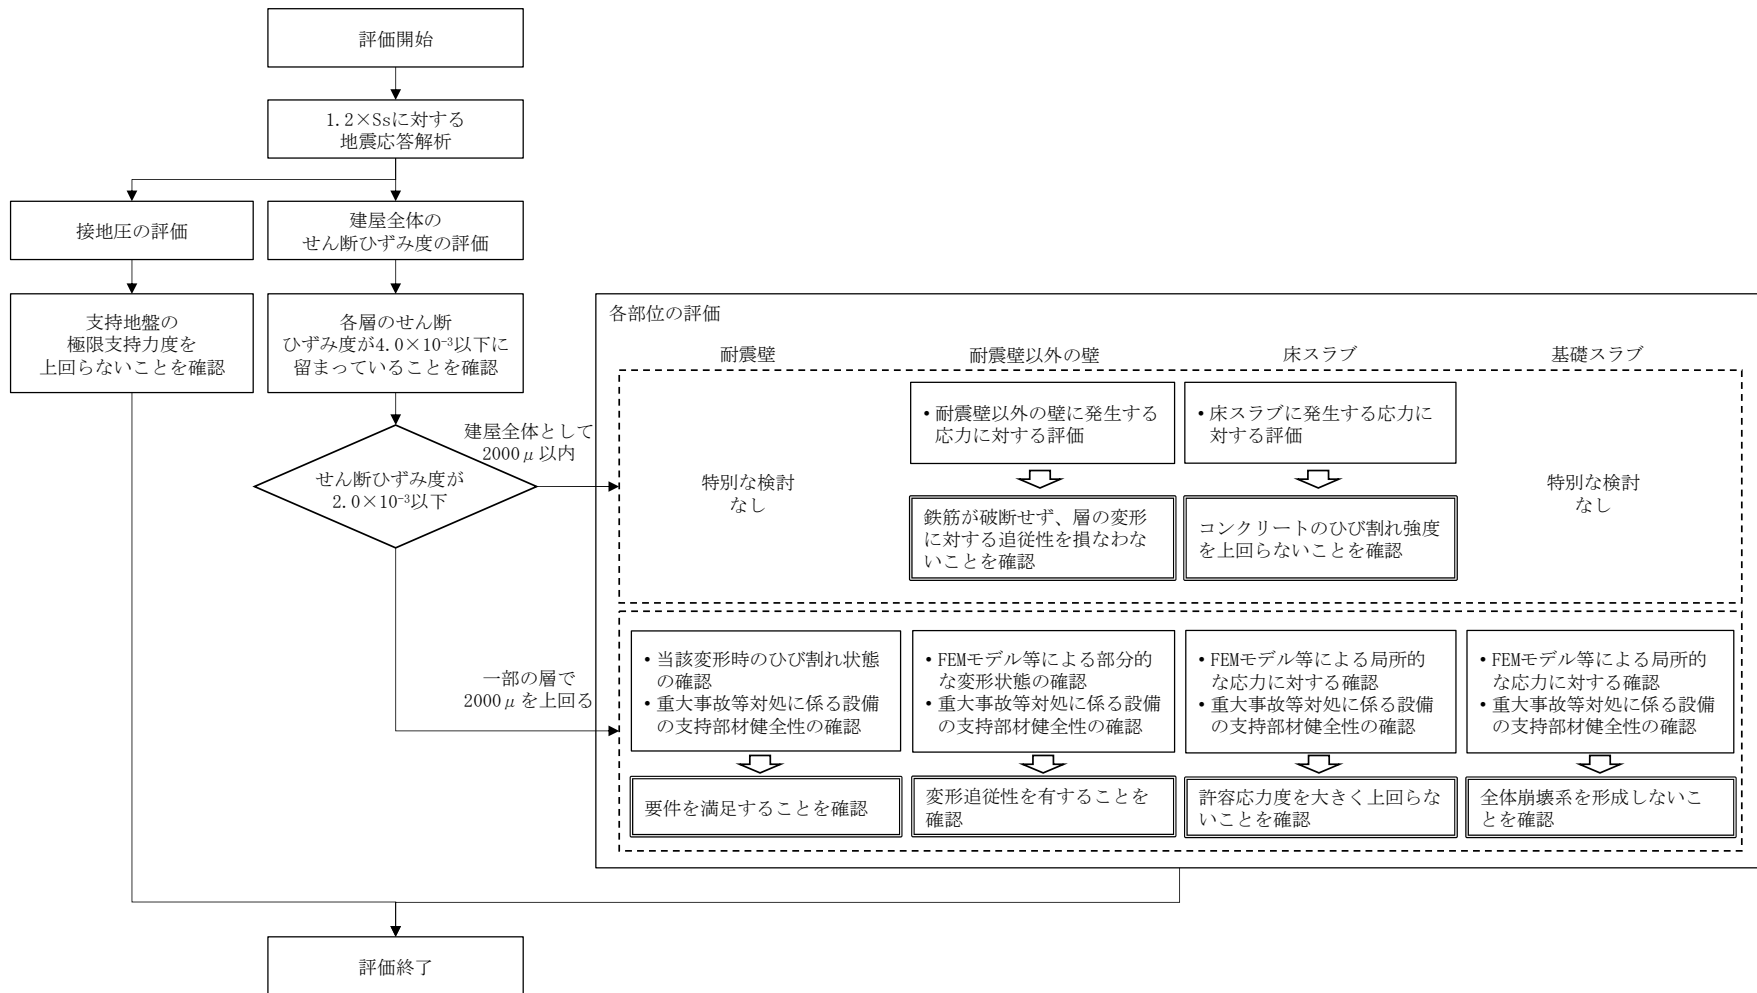 評価開始
1.2×Ssに対する
地震応答解析
接地圧の評価
建屋全体の
せん断ひずみ度の評価
支持地盤の
極限支持力度を
上回らないことを確認
各層のせん断
ひずみ度が4.0×10⁻³以下に
留まっていることを確認
せん断ひずみ度が
2.0×10⁻³以下
建屋全体として
2000μ以内
一部の層で
2000μを上回る
各部位の評価
耐震壁
耐震壁以外の壁
床スラブ
基礎スラブ
特別な検討
なし
・耐震壁以外の壁に発生する
応力に対する評価
鉄筋が破断せず、層の変形
に対する追従性を損なわな
いことを確認
・床スラブに発生する応力に
対する評価
コンクリートのひび割れ強度
を上回らないことを確認
特別な検討
なし
・当該変形時のひび割れ状態
の確認
・重大事故等対処に係る設備
の支持部材健全性の確認
要件を満足することを確認
・FEMモデル等による部分的
な変形状態の確認
・重大事故等対処に係る設備
の支持部材健全性の確認
変形追従性を有することを
確認
・FEMモデル等による局所的
な応力に対する確認
・重大事故等対処に係る設備
の支持部材健全性の確認
許容応力度を大きく上回らな
いことを確認
・FEMモデル等による局所的
な応力に対する確認
・重大事故等対処に係る設備
の支持部材健全性の確認
全体崩壊系を形成しないこ
とを確認
評価終了